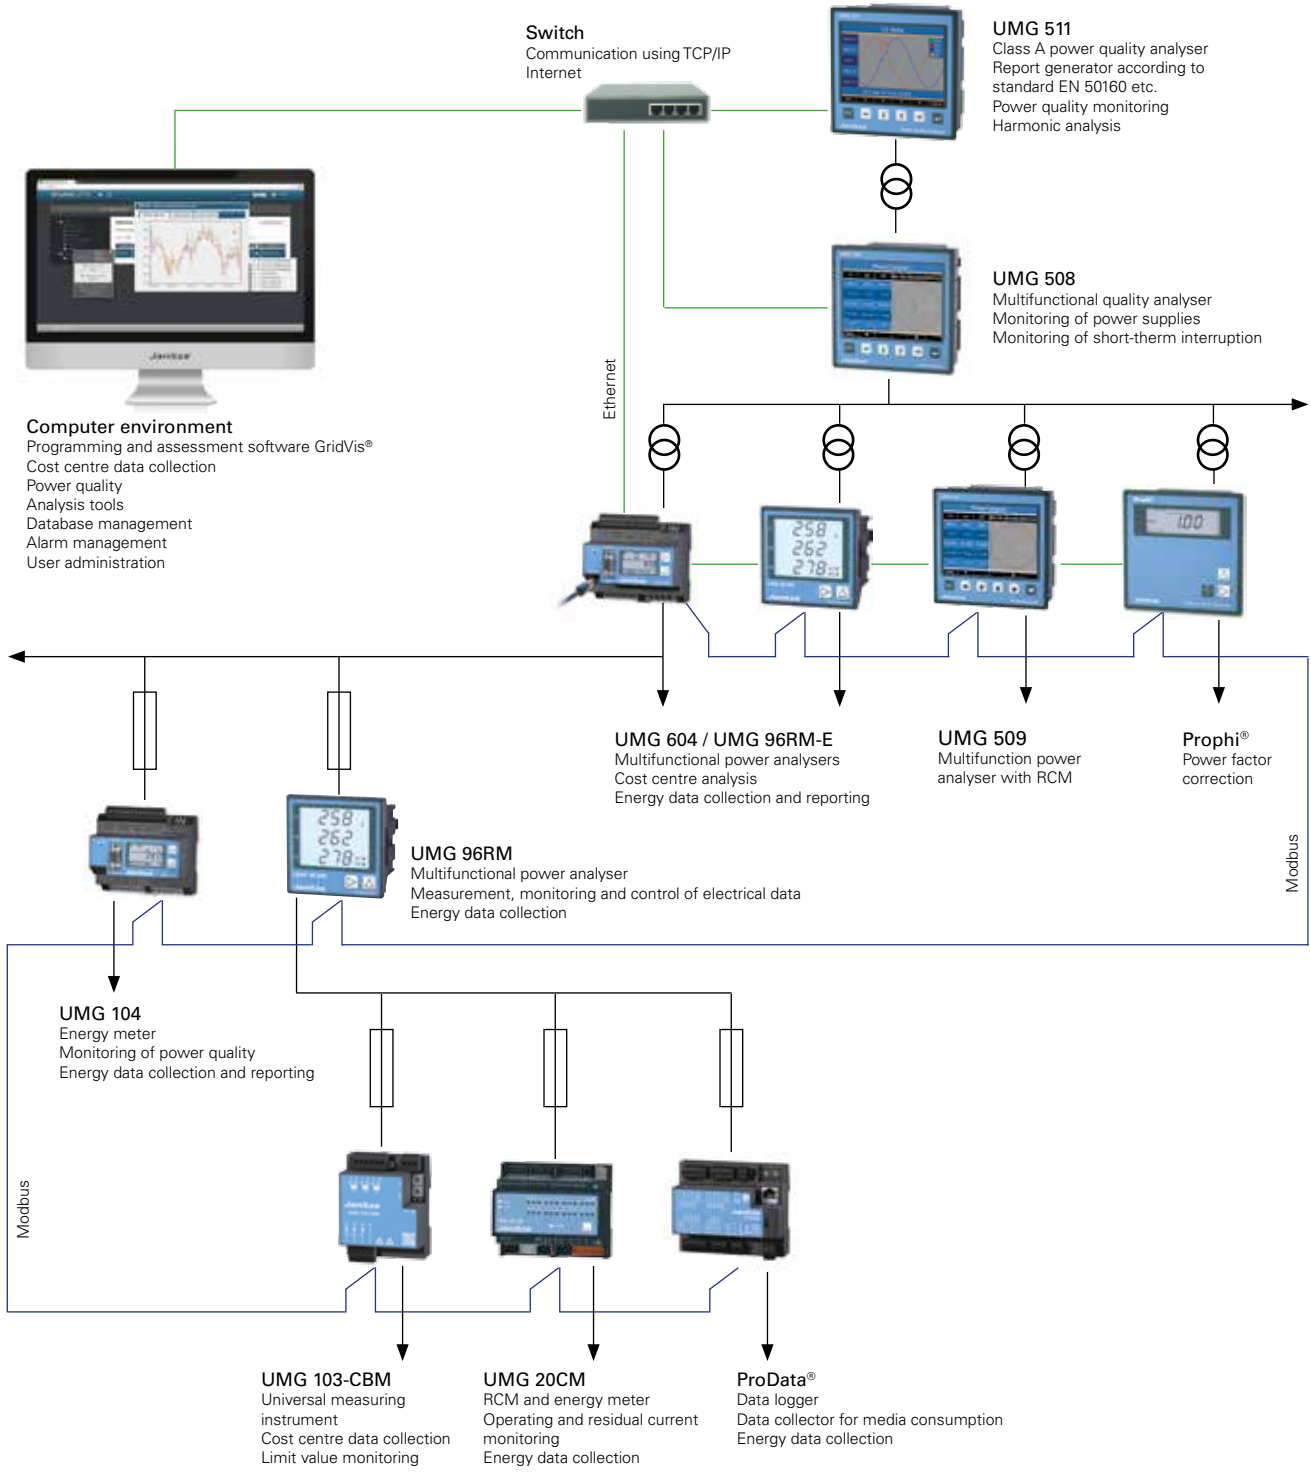 Switch
Communication using TCP/IP
Internet
UMG 511
Class A power quality analyser
Report generator according to
standard EN 50160 etc.
Power quality monitoring
Harmonic analysis
UMG 508
Multifunctional quality analyser
Monitoring of power supplies
Monitoring of short-therm interruption
Janitza
Ethernet
Computer environment
Programming and assessment software GridVis®
Cost centre data collection
Power quality
Analysis tools
Database management
Alarm management
User administration
258
262
278
Prophi
1.00
UMG 604 / UMG 96RM-E
Multifunctional power analysers
Cost centre analysis
Energy data collection and reporting
UMG 509
Multifunction power
analyser with RCM
Prophi®
Power factor
correction
Modbus
258
262
278
UMG 96RM
Multifunctional power analyser
Measurement, monitoring and control of electrical data
Energy data collection
UMG 104
Energy meter
Monitoring of power quality
Energy data collection and reporting
Modbus
Janitza
UMG 103-CBM
Universal measuring
instrument
Cost centre data collection
Limit value monitoring
UMG 20CM
RCM and energy meter
Operating and residual current
monitoring
Energy data collection
ProData®
Data logger
Data collector for media consumption
Energy data collection